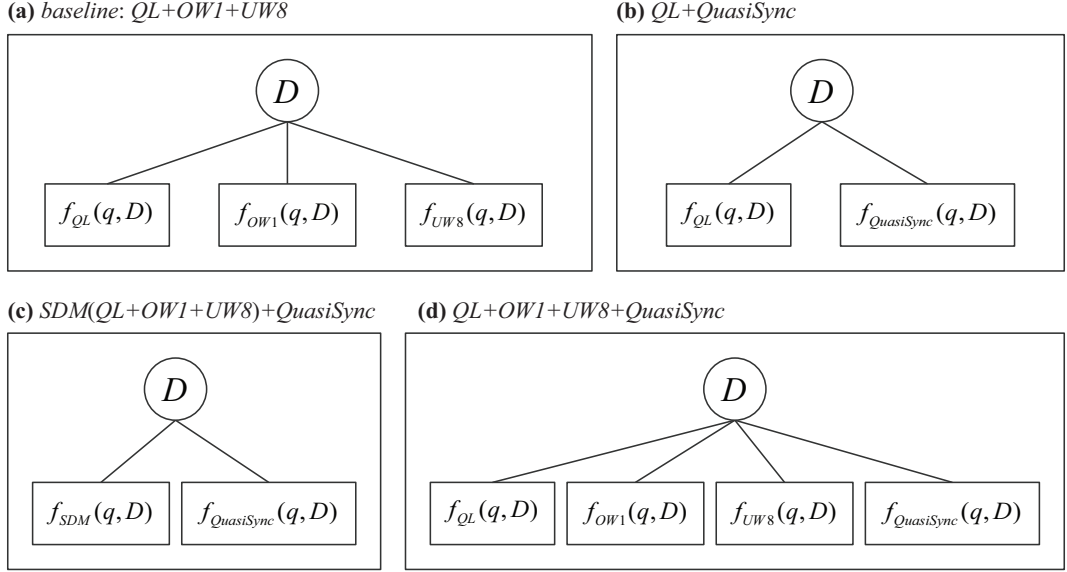 (a) baseline: QL+OW1+UW8
D
f_QL(q, D) f_OW1(q, D) f_UW8(q, D)
(b) QL+QuasiSync
D
f_QL(q, D) f_QuasiSync(q, D)
(c) SDM(QL+OW1+UW8)+QuasiSync
D
f_SDM(q, D) f_QuasiSync(q, D)
(d) QL+OW1+UW8+QuasiSync
D
f_QL(q, D) f_OW1(q, D) f_UW8(q, D) f_QuasiSync(q, D)